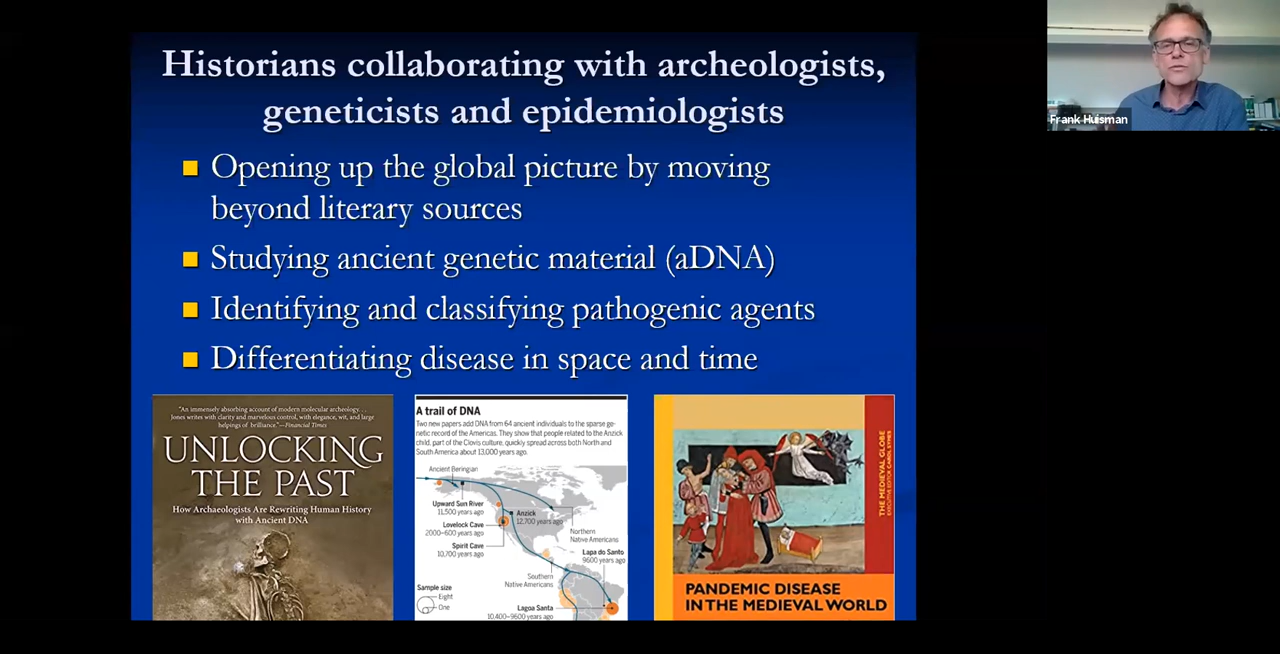 Historians collaborating with archeologists,
geneticists and epidemiologists
Opening up the global picture by moving
beyond literary sources
Studying ancient genetic material (aDNA)
Identifying and classifying pathogenic agents
Differentiating disease in space and time
"An immensely absorbing account of modern molecular archeology. . .
Jones writes with clarity and marvelous control, with elegance, wit, and large
helpings of brilliance."—Financial Times
UNLOCKING
THE PAST
How Archaeologists Are Rewriting Human History
with Ancient DNA
A trail of DNA
Two new papers add DNA from 64 ancient individuals to the sparse ge-
netic record of the Americas. They show that people related to the Anzick
child, part of the Clovis culture, quickly spread across both North and
South America about 13,000 years ago.
Ancient Beringian
Upward Sun River
11,500 years ago
Lovelock Cave
2000–600 years ago
Spirit Cave
10,700 years ago
Anzick
12,700 years ago
Northern
Native Americans
Lapa do Santo
9600 years ago
Southern
Native Americans
Sample size
Eight
One
Lagoa Santa
10,400–9600 years ago
THE MEDIEVAL GLOBE
EXECUTIVE EDITOR CAROL SYMES
PANDEMIC DISEASE
IN THE MEDIEVAL WORLD
Frank Huisman